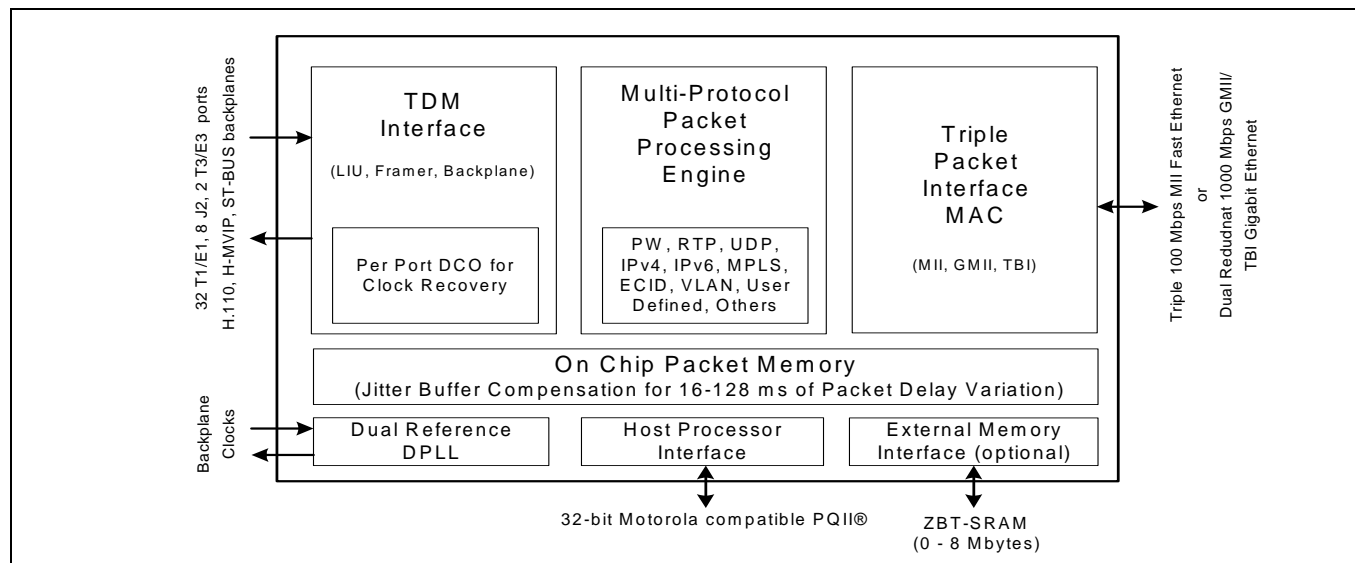 32 T1/E1, 8 J2, 2 T3/E3 ports
H.110, H-MVIP, ST-BUS backplanes
TDM
Interface
(LIU, Framer, Backplane)
Per Port DCO for
Clock Recovery
Multi-Protocol
Packet
Processing
Engine
PW, RTP, UDP,
IPv4, IPv6, MPLS,
ECID, VLAN, User
Defined, Others
Triple
Packet
Interface
MAC
(MII, GMII, TBI)
Triple 100 Mbps MII Fast Ethernet
or
Dual Redudnat 1000 Mbps GMII/
TBI Gigabit Ethernet
On Chip Packet Memory
(Jitter Buffer Compensation for 16-128 ms of Packet Delay Variation)
Backplane
Clocks
Dual Reference
DPLL
Host Processor
Interface
External Memory
Interface (optional)
32-bit Motorola compatible PQII®
ZBT-SRAM
(0 - 8 Mbytes)